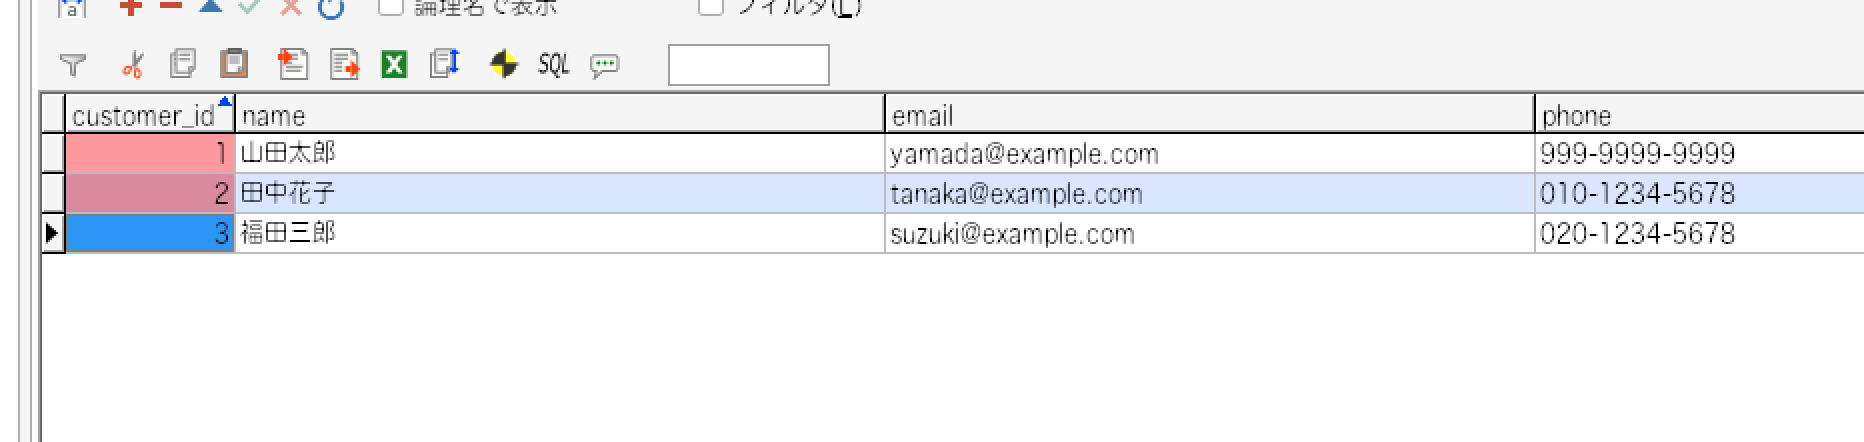 a 論理名で表示 フィルタ(L)
SQL
customer_id name email phone
1 山田太郎 yamada@example.com 999-9999-9999
2 田中花子 tanaka@example.com 010-1234-5678
3 福田三郎 suzuki@example.com 020-1234-5678